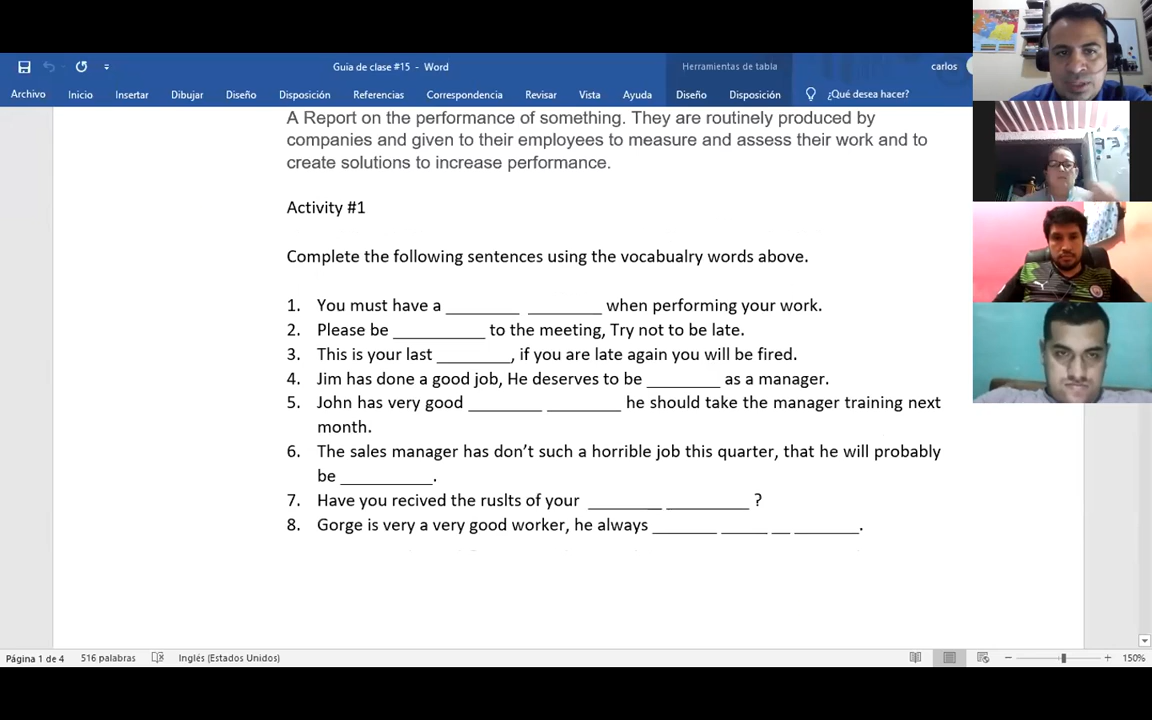 Guia de clase #15 - Word
Herramientas de tabla
carlos
Archivo Inicio Insertar Dibujar Diseño Disposición Referencias Correspondencia Revisar Vista Ayuda Diseño Disposición ¿Qué desea hacer?
A Report on the performance of something. They are routinely produced by
companies and given to their employees to measure and assess their work and to
create solutions to increase performance.
Activity #1
Complete the following sentences using the vocabualry words above.
1. You must have a ________ ________ when performing your work.
2. Please be __________ to the meeting, Try not to be late.
3. This is your last ________, if you are late again you will be fired.
4. Jim has done a good job, He deserves to be ________ as a manager.
5. John has very good ________ ________ he should take the manager training next
month.
6. The sales manager has don't such a horrible job this quarter, that he will probably
be __________.
7. Have you recived the ruslts of your ________ _________ ?
8. Gorge is very a very good worker, he always _______ _____ __ _______.
Página 1 de 4 516 palabras Inglés (Estados Unidos) 150%